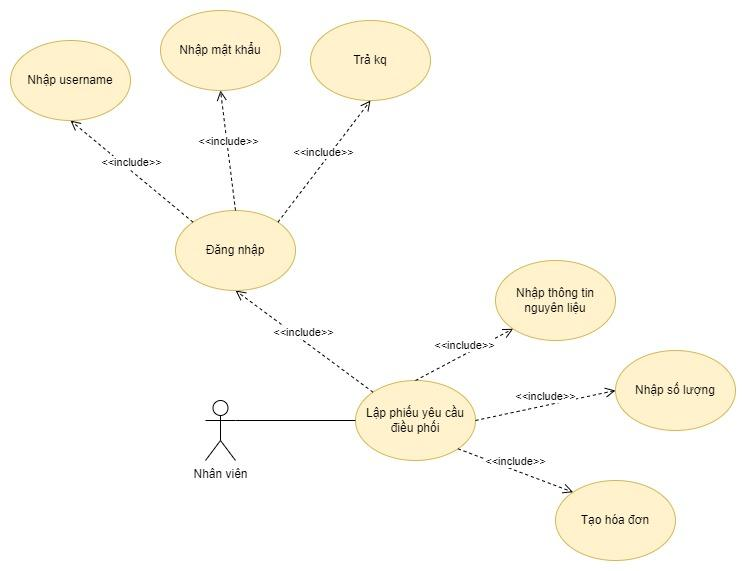 Nhập mật khẩu
Trả kq
Nhập username
<<include>>
<<include>>
<<include>>
Đăng nhập
Nhập thông tin
nguyên liệu
<<include>>
<<include>>
Nhập số lượng
<<include>>
Lập phiếu yêu cầu
điều phối
<<include>>
Nhân viên
Tạo hóa đơn